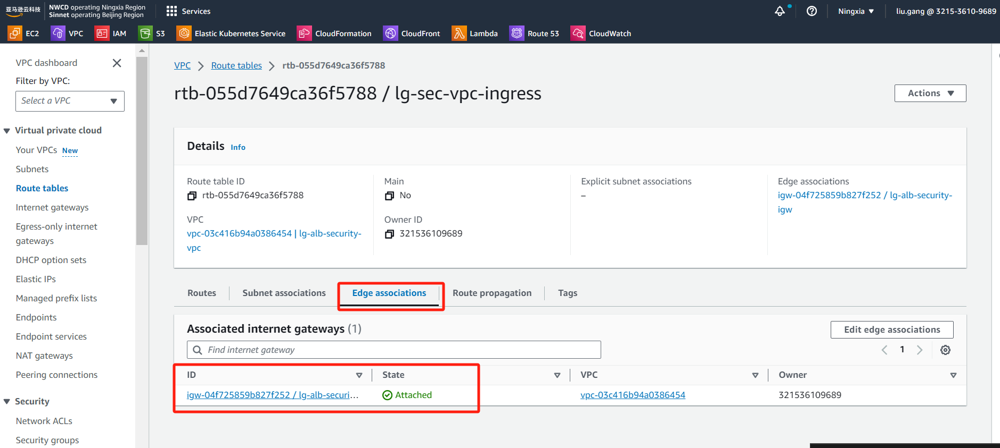 亚马逊云科技
NWCD operating Ningxia Region
Sinnet operating Beijing Region
Services
Ningxia
liu.gang @ 3215-3610-9689
EC2 VPC IAM S3 Elastic Kubernetes Service CloudFormation CloudFront Lambda Route 53 CloudWatch
VPC dashboard
Filter by VPC:
Select a VPC
Virtual private cloud
Your VPCs New
Subnets
Route tables
Internet gateways
Egress-only internet
gateways
DHCP option sets
Elastic IPs
Managed prefix lists
Endpoints
Endpoint services
NAT gateways
Peering connections
Security
Network ACLs
Security groups
VPC > Route tables > rtb-055d7649ca36f5788
rtb-055d7649ca36f5788 / lg-sec-vpc-ingress
Actions
Details Info
Route table ID
rtb-055d7649ca36f5788
VPC
vpc-03c416b94a0386454 | lg-alb-security-
vpc
Main
No
Owner ID
321536109689
Explicit subnet associations
–
Edge associations
igw-04f725859b827f252 / lg-alb-security-
igw
Routes Subnet associations Edge associations Route propagation Tags
Associated internet gateways (1)
Edit edge associations
Find internet gateway
1
ID State VPC Owner
igw-04f725859b827f252 / lg-alb-securi... Attached vpc-03c416b94a0386454 321536109689